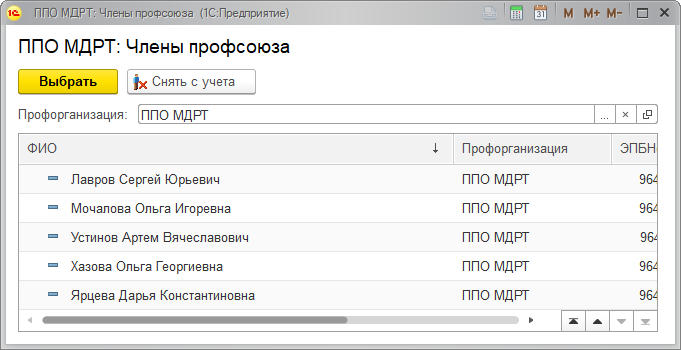 ППО МДРТ: Члены профсоюза (1С:Предприятие)
M M+ M-
ППО МДРТ: Члены профсоюза
Выбрать Снять с учета
Профорганизация: ППО МДРТ ...
ФИО Профорганизация ЭПБН
Лавров Сергей Юрьевич ППО МДРТ 964
Мочалова Ольга Игоревна ППО МДРТ 964
Устинов Артем Вячеславович ППО МДРТ 964
Хазова Ольга Георгиевна ППО МДРТ 964
Ярцева Дарья Константиновна ППО МДРТ 964